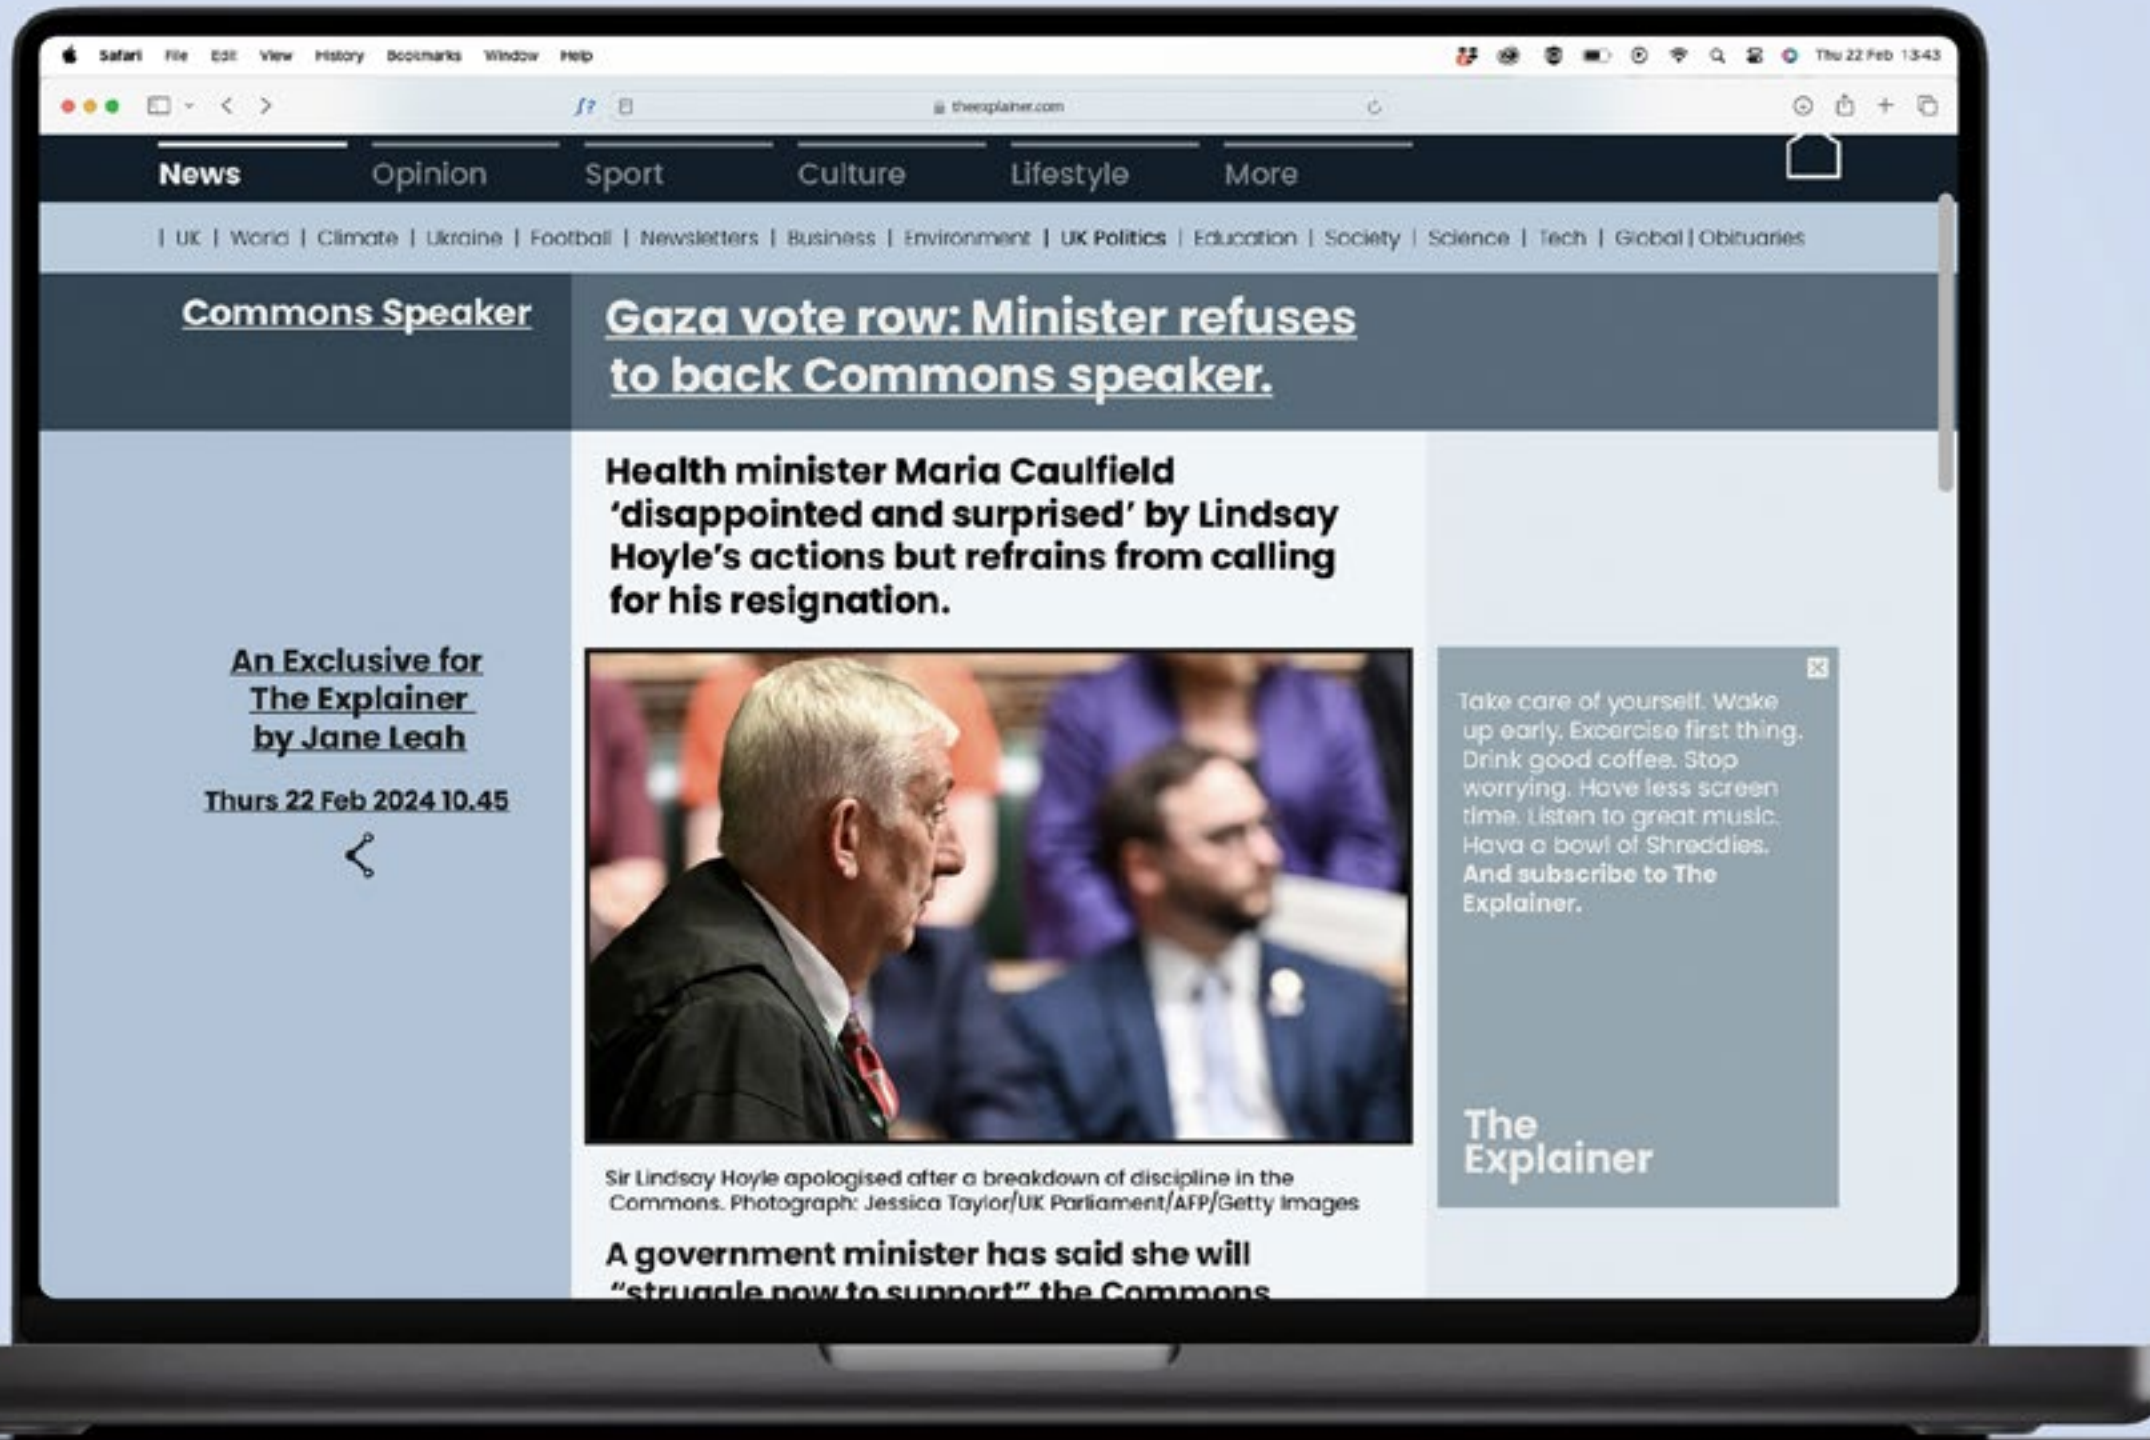 Safari File Edit View History Bookmarks Window Help
Thu 22 Feb 13:43
theexplainer.com
News Opinion Sport Culture Lifestyle More
| UK | World | Climate | Ukraine | Football | Newsletters | Business | Environment | UK Politics | Education | Society | Science | Tech | Global | Obituaries
Commons Speaker
Gaza vote row: Minister refuses
to back Commons speaker.
Health minister Maria Caulfield
‘disappointed and surprised’ by Lindsay
Hoyle’s actions but refrains from calling
for his resignation.
An Exclusive for
The Explainer
by Jane Leah
Thurs 22 Feb 2024 10.45
Take care of yourself. Wake
up early. Excercise first thing.
Drink good coffee. Stop
worrying. Have less screen
time. Listen to great music.
Hava a bowl of Shreddies.
And subscribe to The
Explainer.
The
Explainer
Sir Lindsay Hoyle apologised after a breakdown of discipline in the
Commons. Photograph: Jessica Taylor/UK Parliament/AFP/Getty Images
A government minister has said she will
“struggle now to support” the Commons